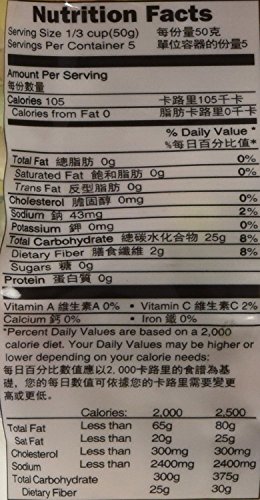 Nutrition Facts
Serving Size 1/3 cup(50g) 每份量50克
Servings Per Container 5 單位容器的份量5
Amount Per Serving
每份數量
Calories 105 卡路里105千卡
Calories from Fat 0 脂肪卡路里0千卡
% Daily Value *
%每日百分比值*
Total Fat 總脂肪 0g 0%
Saturated Fat 飽和脂肪 0g 0%
Trans Fat 反型脂肪 0g
Cholesterol 膽固醇 0mg 0%
Sodium 鈉 43mg 2%
Potassium 鉀 0mg 0%
Total Carbohydrate 總碳水化合物 25g 8%
Dietary Fiber 膳食纖維 2g 8%
Sugars 糖 0g
Protein 蛋白質 0g
Vitamin A 維生素A 0% • Vitamin C 維生素C 2%
Calcium 鈣 0% • Iron 鐵 0%
*Percent Daily Values are based on a 2,000
calorie diet. Your Daily Values may be higher or
lower depending on your calorie needs:
每日百分比數值應以2.000卡路里的食譜為基
礎，您的每日數值可依據您的卡路里需要變更
高或更低。
Calories: 2,000 2,500
Total Fat Less than 65g 80g
Sat Fat Less than 20g 25g
Cholesterol Less than 300mg 300mg
Sodium Less than 2400mg 2400mg
Total Carbohydrate 300g 375g
Dietary Fiber 25g 30g